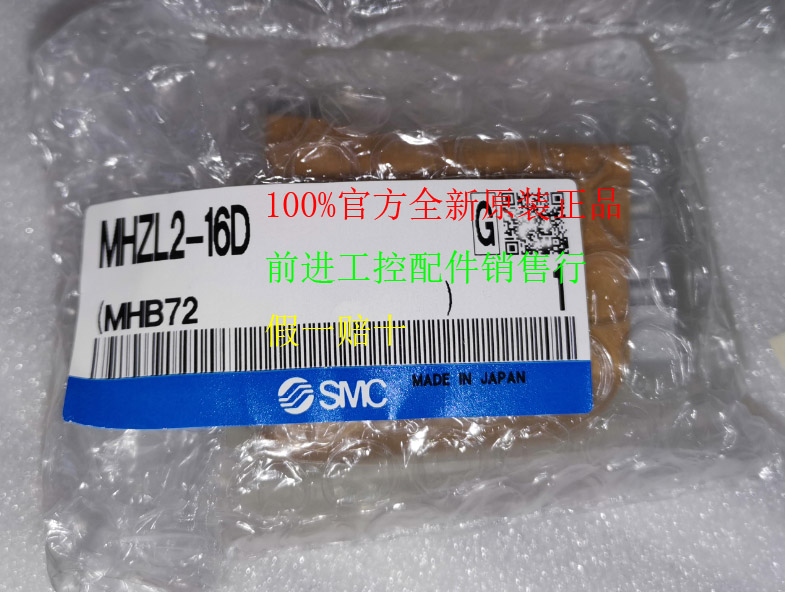 100%官方全新原装正品
MHZL2-16D
G
前进工控配件销售行
(MHB72 )
1
假一赔十
SMC MADE IN JAPAN